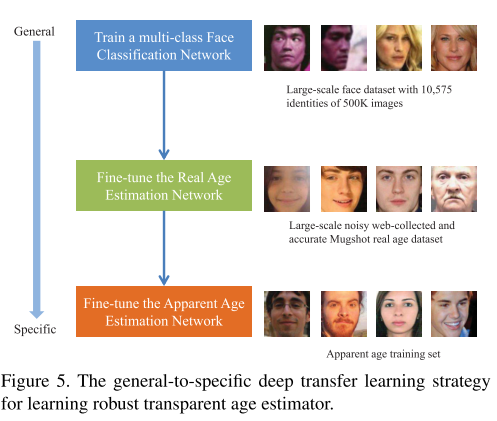 General
Train a multi-class Face
Classification Network
Large-scale face dataset with 10,575
identities of 500K images
Fine-tune the Real Age
Estimation Network
Large-scale noisy web-collected and
accurate Mugshot real age dataset
Fine-tune the Apparent Age
Estimation Network
Specific
Apparent age training set
Figure 5. The general-to-specific deep transfer learning strategy
for learning robust transparent age estimator.